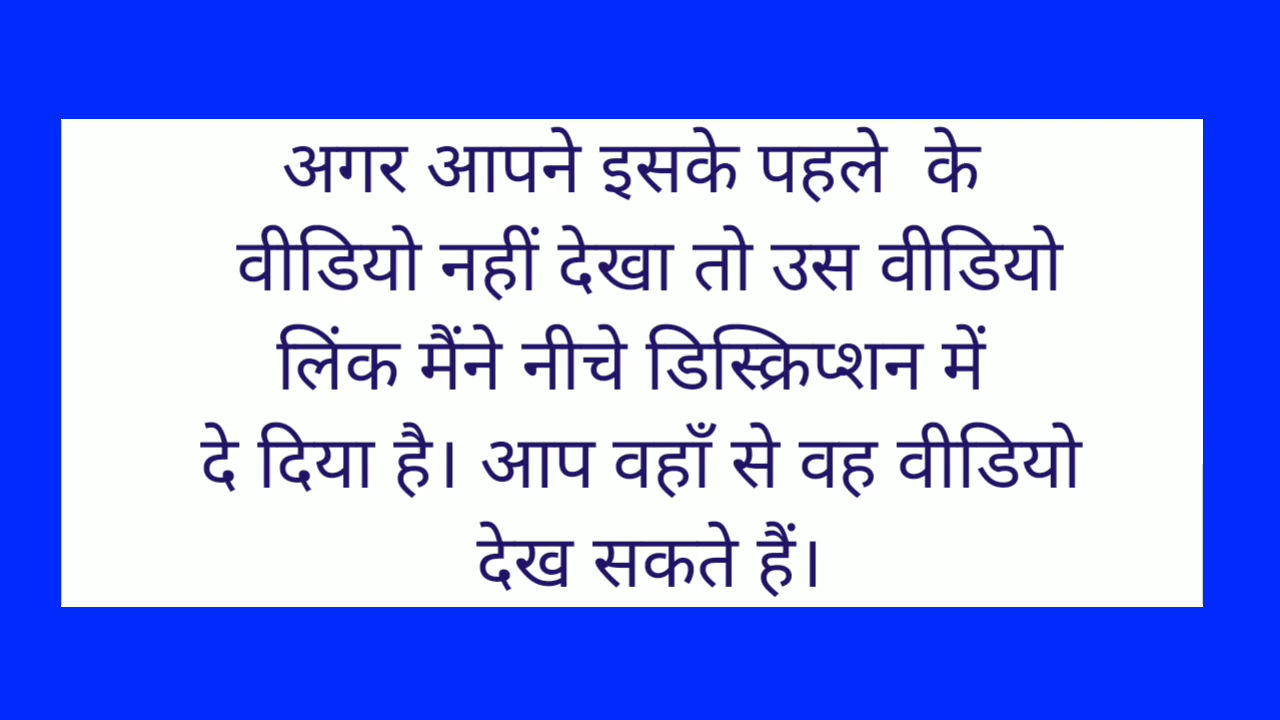 अगर आपने इसके पहले के
वीडियो नहीं देखा तो उस वीडियो
लिंक मैंने नीचे डिस्क्रिप्शन में
दे दिया है। आप वहाँ से वह वीडियो
देख सकते हैं।